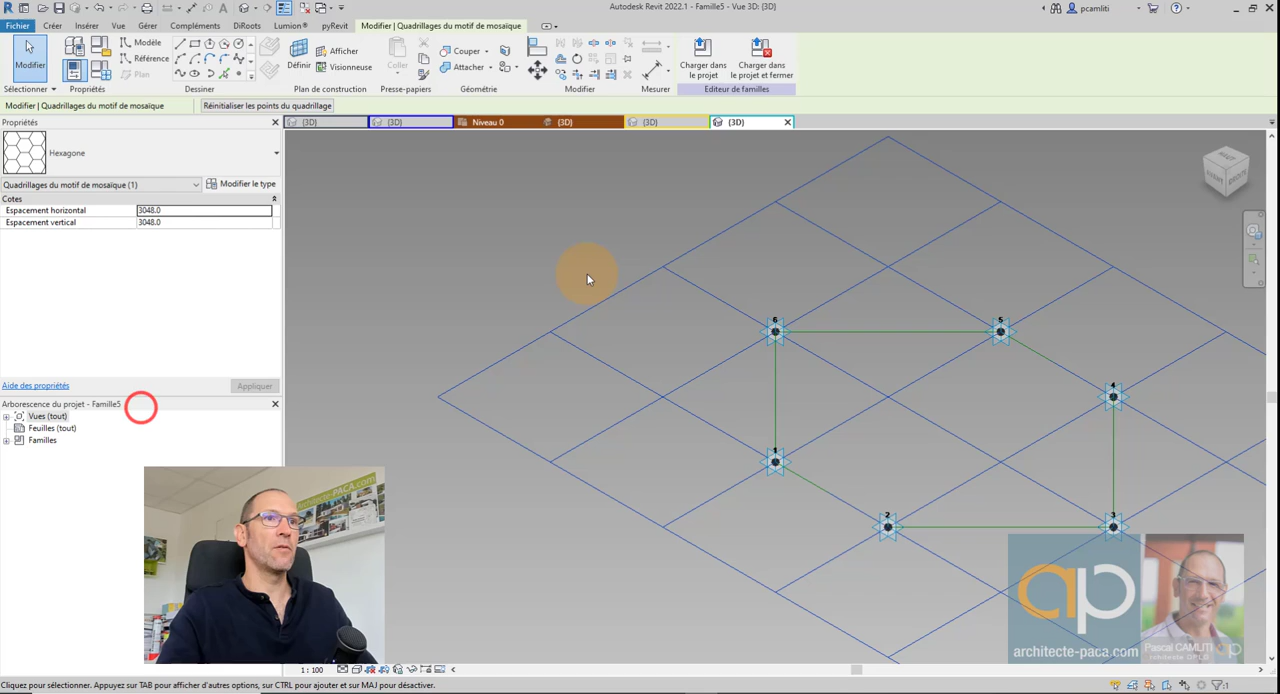 Autodesk Revit 2022.1 - Famille5 - Vue 3D: {3D}
pcamliti
Fichier Créer Insérer Vue Gérer Compléments DiRoots Lumion® pyRevit Modifier | Quadrillages du motif de mosaïque
Modifier
Modèle
Référence
Plan
Définir
Afficher
Visionneuse
Coller
Couper
Attacher
Charger dans
le projet
Charger dans
le projet et fermer
Sélectionner Propriétés Dessiner Plan de construction Presse-papiers Géométrie Modifier Mesurer Editeur de familles
Modifier | Quadrillages du motif de mosaïque Réinitialiser les points du quadrillage
Propriétés
{3D} {3D} Niveau 0 {3D} {3D} {3D}
Hexagone
Quadrillages du motif de mosaïque (1) Modifier le type
Cotes
Espacement horizontal 3048.0
Espacement vertical 3048.0
Aide des propriétés Appliquer
Arborescence du projet - Famille5
Vues (tout)
Feuilles (tout)
Familles
6 5
4
1
2 3
Architecte-PACA.com
ap
architecte-paca.com
Pascal CAMLITI
architecte DPLG
1 : 100
Cliquez pour sélectionner. Appuyez sur TAB pour afficher d'autres options, sur CTRL pour ajouter et sur MAJ pour désactiver.
:1